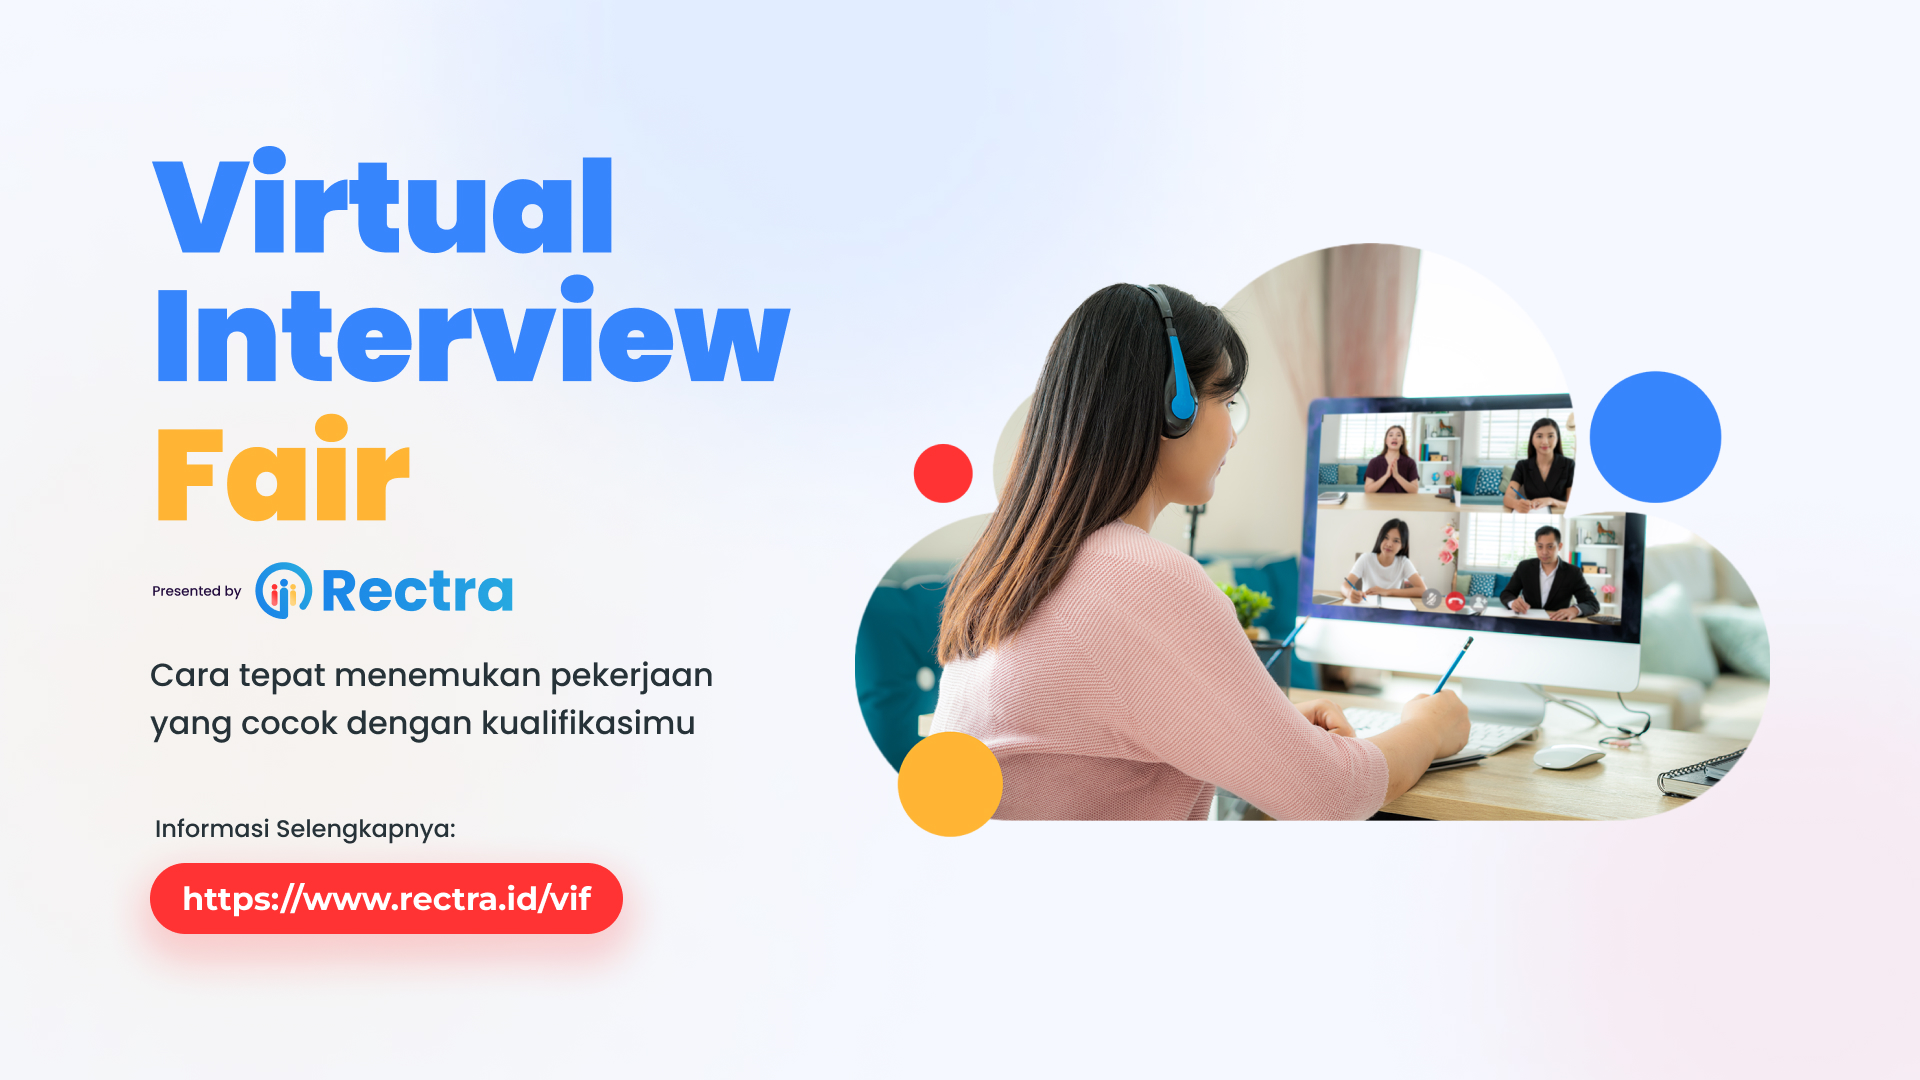 Virtual
Interview
Fair
Presented by Rectra
Cara tepat menemukan pekerjaan
yang cocok dengan kualifikasimu
Informasi Selengkapnya:
https://www.rectra.id/vif